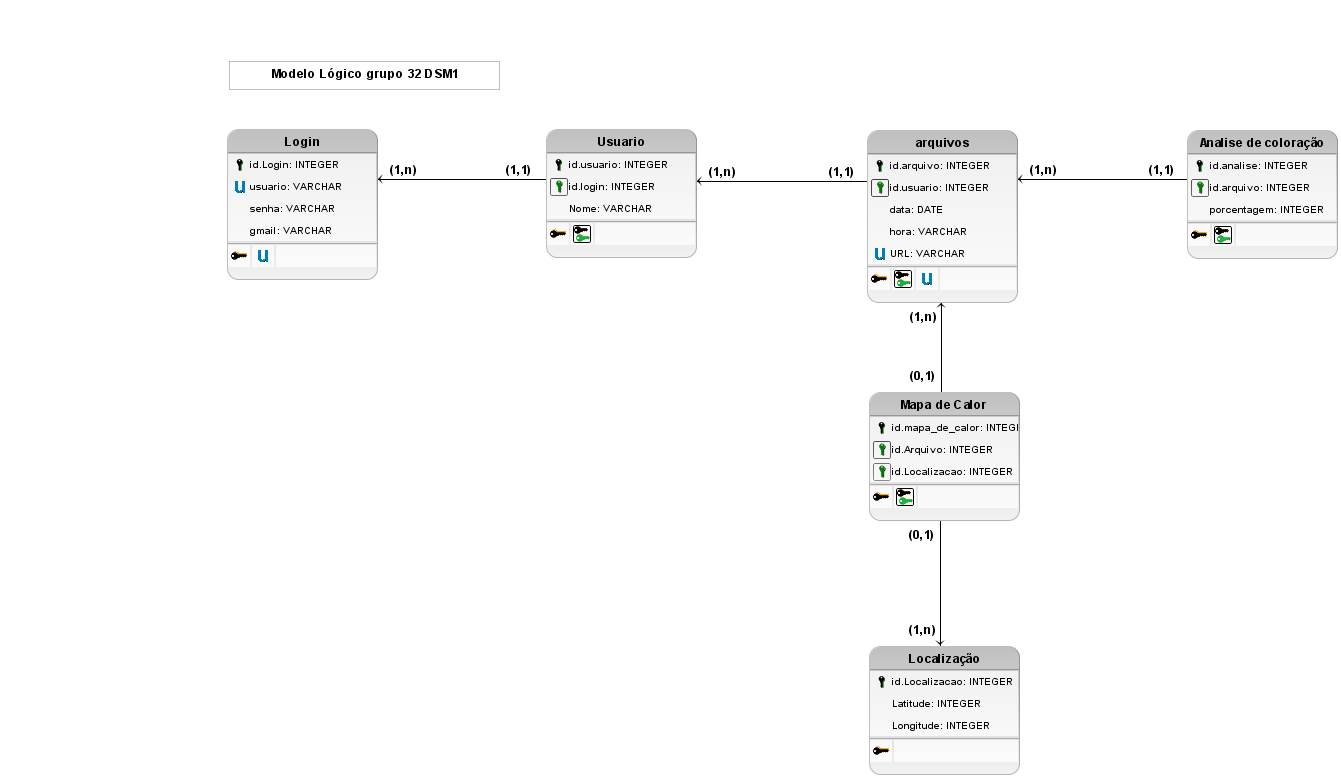 Modelo Lógico grupo 32 DSM1
Login
id.Login: INTEGER
usuario: VARCHAR
senha: VARCHAR
gmail: VARCHAR
(1,n)
(1,1)
Usuario
id.usuario: INTEGER
id.login: INTEGER
Nome: VARCHAR
(1,n)
(1,1)
arquivos
id.arquivo: INTEGER
id.usuario: INTEGER
data: DATE
hora: VARCHAR
URL: VARCHAR
(1,n)
(1,1)
Analise de coloração
id.analise: INTEGER
id.arquivo: INTEGER
porcentagem: INTEGER
(1,n)
(0,1)
Mapa de Calor
id.mapa_de_calor: INTEGI
id.Arquivo: INTEGER
id.Localizacao: INTEGER
(0,1)
(1,n)
Localização
id.Localizacao: INTEGER
Latitude: INTEGER
Longitude: INTEGER